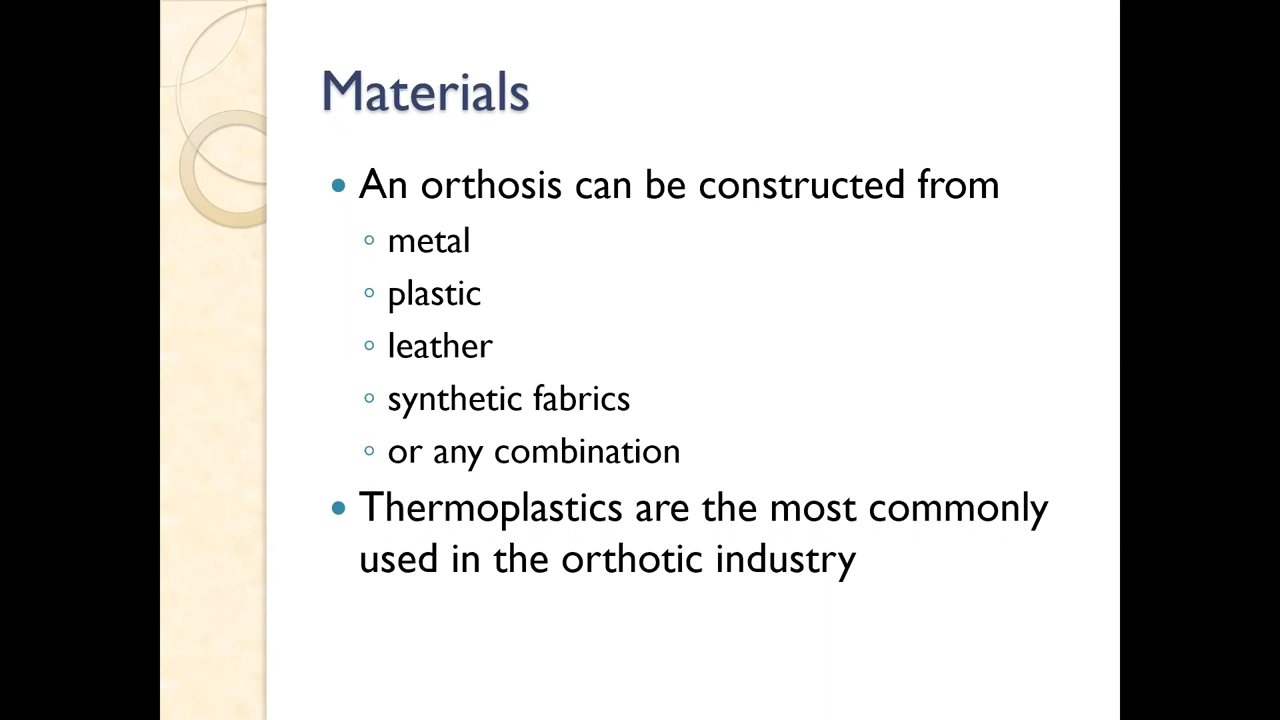 Materials
• An orthosis can be constructed from
◦ metal
◦ plastic
◦ leather
◦ synthetic fabrics
◦ or any combination
• Thermoplastics are the most commonly
used in the orthotic industry